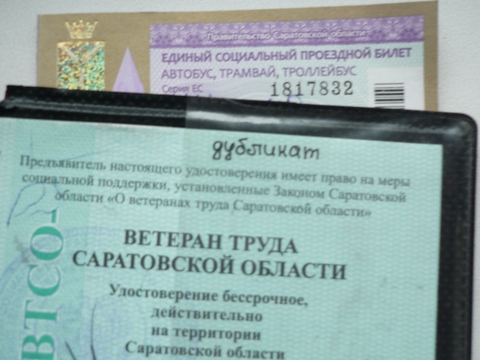 Правительство Саратовской области
ЕДИНЫЙ СОЦИАЛЬНЫЙ ПРОЕЗДНОЙ БИЛЕТ
АВТОБУС, ТРАМВАЙ, ТРОЛЛЕЙБУС
Серия ЕС 1817832
дубликат
Предъявитель настоящего удостоверения имеет право на меры
социальной поддержки, установленные Законом Саратовской
области «О ветеранах труда Саратовской области»
ВЕТЕРАН ТРУДА
САРАТОВСКОЙ ОБЛАСТИ
Удостоверение бессрочное,
действительно
на территории
Саратовской области
ВТСО